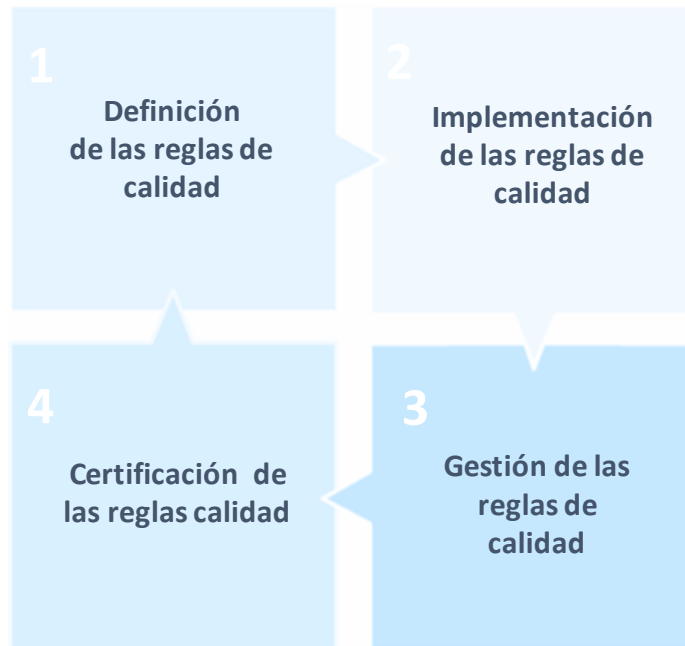 1
Definición
de las reglas de
calidad
2
Implementación
de las reglas de
calidad
3
Gestión de las
reglas de
calidad
4
Certificación de
las reglas calidad